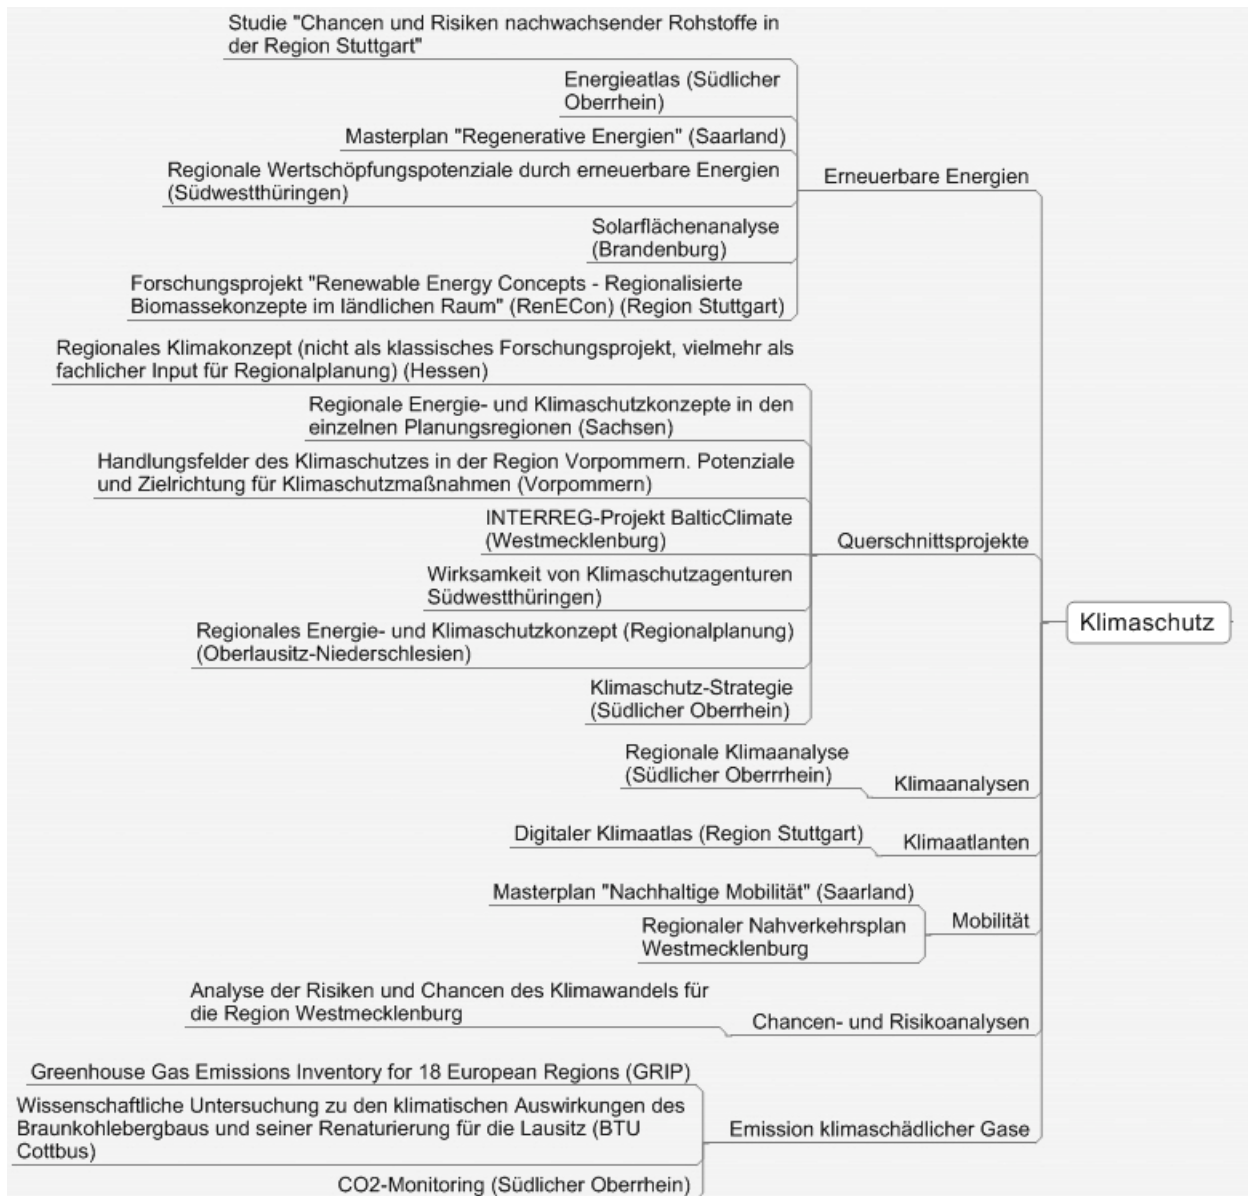 Studie "Chancen und Risiken nachwachsender Rohstoffe in
der Region Stuttgart"
Energieatlas (Südlicher
Oberrhein)
Masterplan "Regenerative Energien" (Saarland)
Regionale Wertschöpfungspotenziale durch erneuerbare Energien
(Südwestthüringen)
Solarflächenanalyse
(Brandenburg)
Forschungsprojekt "Renewable Energy Concepts - Regionalisierte
Biomassekonzepte im ländlichen Raum" (RenECon) (Region Stuttgart)
Erneuerbare Energien
Regionales Klimakonzept (nicht als klassisches Forschungsprojekt, vielmehr als
fachlicher Input für Regionalplanung) (Hessen)
Regionale Energie- und Klimaschutzkonzepte in den
einzelnen Planungsregionen (Sachsen)
Handlungsfelder des Klimaschutzes in der Region Vorpommern. Potenziale
und Zielrichtung für Klimaschutzmaßnahmen (Vorpommern)
INTERREG-Projekt BalticClimate
(Westmecklenburg)
Wirksamkeit von Klimaschutzagenturen
Südwestthüringen)
Regionales Energie- und Klimaschutzkonzept (Regionalplanung)
(Oberlausitz-Niederschlesien)
Klimaschutz-Strategie
(Südlicher Oberrhein)
Querschnittsprojekte
Klimaschutz
Regionale Klimaanalyse
(Südlicher Oberrrhein)
Klimaanalysen
Digitaler Klimaatlas (Region Stuttgart)
Klimaatlanten
Masterplan "Nachhaltige Mobilität" (Saarland)
Regionaler Nahverkehrsplan
Westmecklenburg
Mobilität
Analyse der Risiken und Chancen des Klimawandels für
die Region Westmecklenburg
Chancen- und Risikoanalysen
Greenhouse Gas Emissions Inventory for 18 European Regions (GRIP)
Wissenschaftliche Untersuchung zu den klimatischen Auswirkungen des
Braunkohlebergbaus und seiner Renaturierung für die Lausitz (BTU
Cottbus)
CO2-Monitoring (Südlicher Oberrhein)
Emission klimaschädlicher Gase